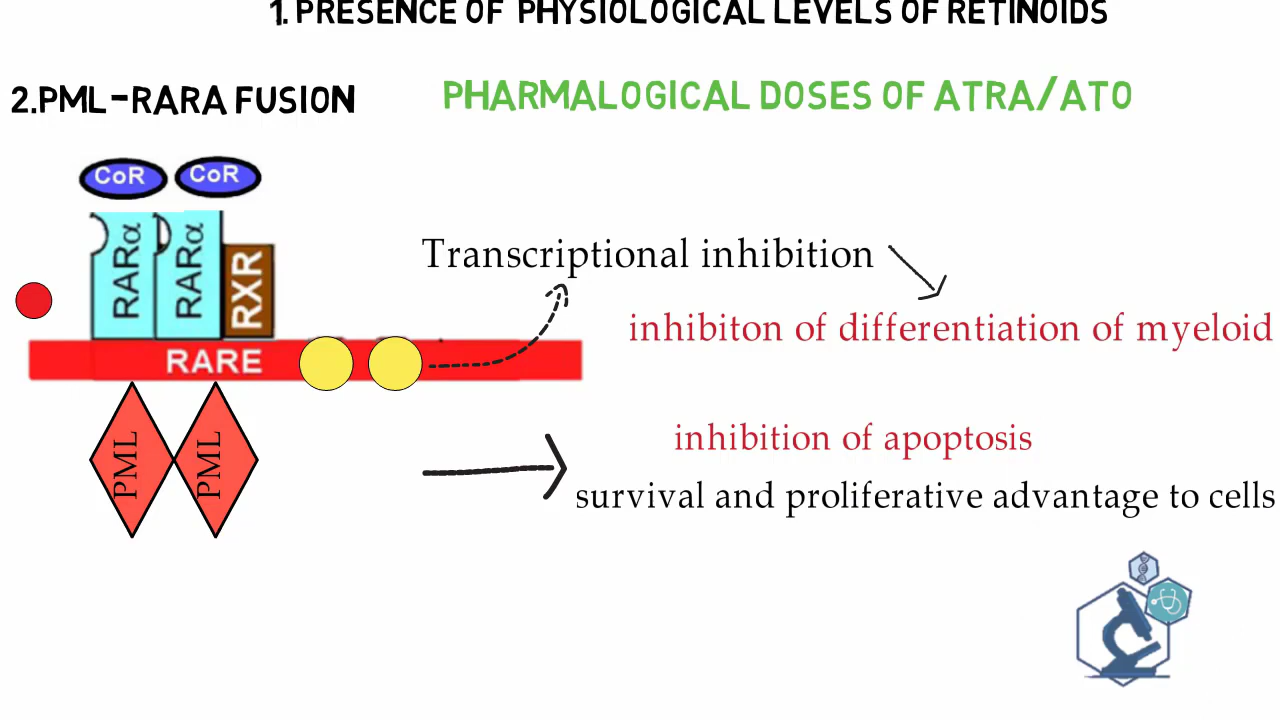 1. PRESENCE OF PHYSIOLOGICAL LEVELS OF RETINOIDS
2.PML-RARA FUSION
PHARMALOGICAL DOSES OF ATRA/ATO
CoR CoR
RARα RARα RXR
Transcriptional inhibition
inhibiton of differentiation of myeloid
RARE
PML PML
inhibition of apoptosis
survival and proliferative advantage to cells